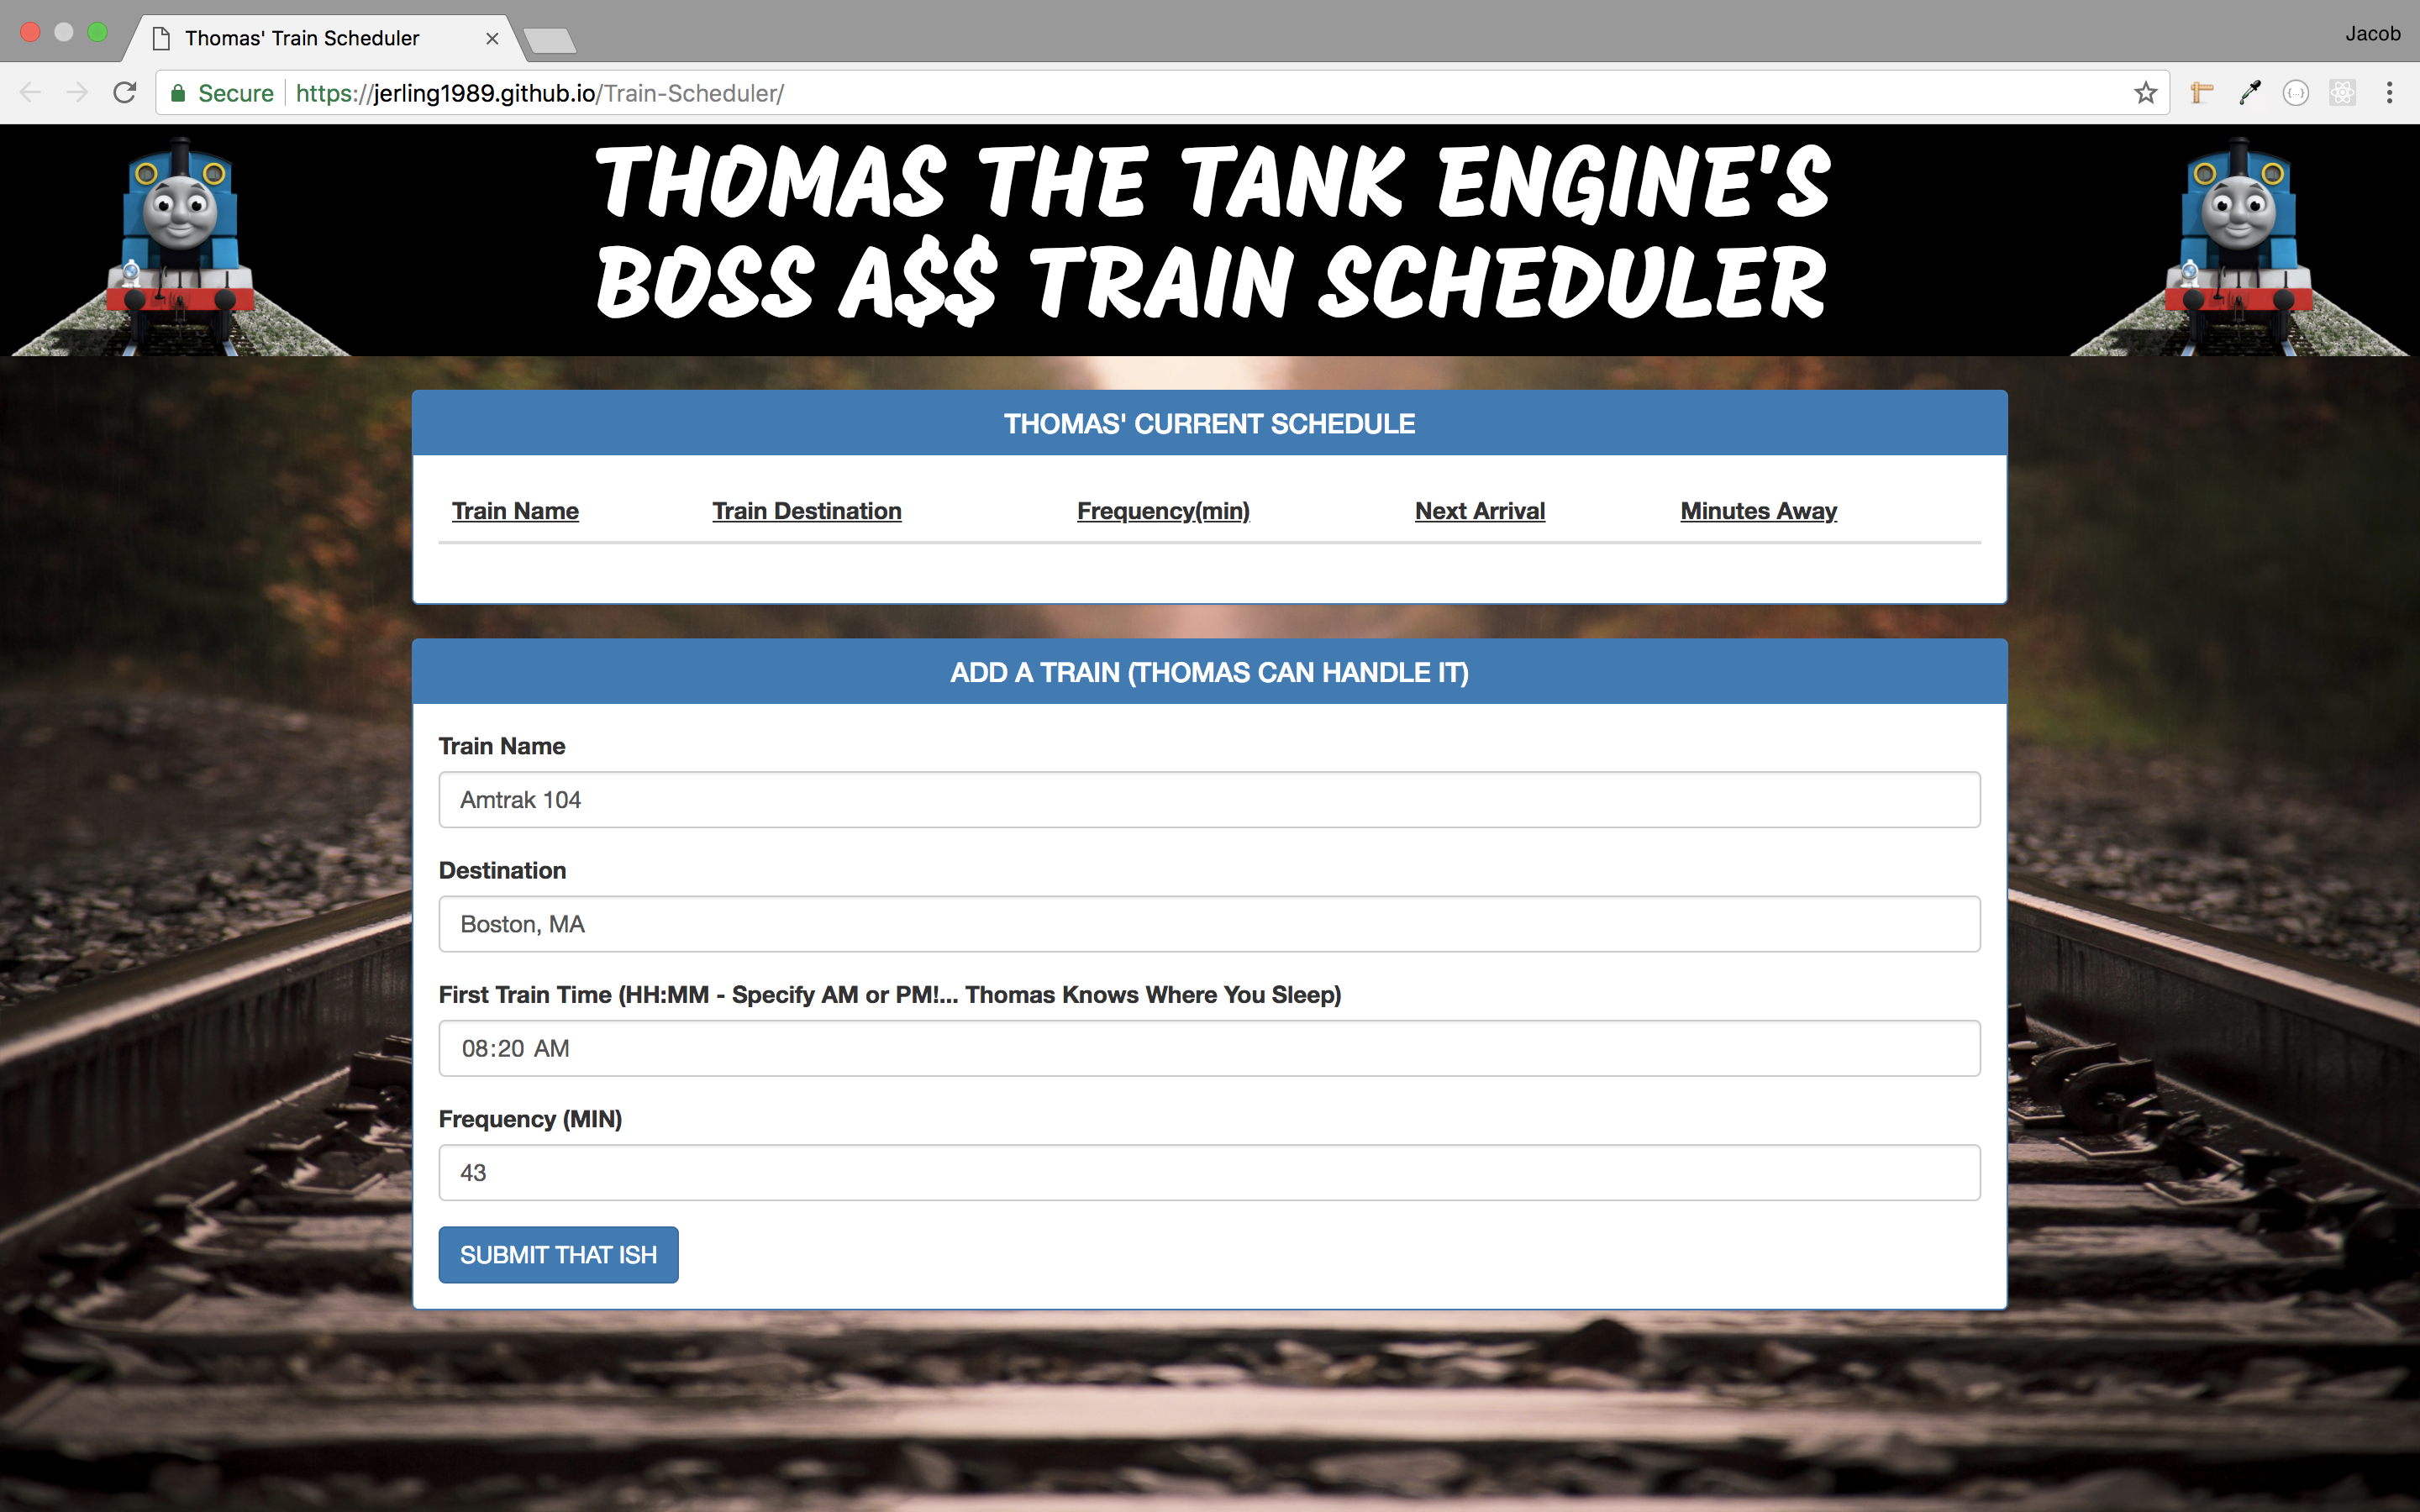 Thomas' Train Scheduler
Jacob
Secure https://jerling1989.github.io/Train-Scheduler/
THOMAS THE TANK ENGINE'S
BOSS A$$ TRAIN SCHEDULER
THOMAS' CURRENT SCHEDULE
Train Name Train Destination Frequency(min) Next Arrival Minutes Away
ADD A TRAIN (THOMAS CAN HANDLE IT)
Train Name
Amtrak 104
Destination
Boston, MA
First Train Time (HH:MM - Specify AM or PM!... Thomas Knows Where You Sleep)
08:20 AM
Frequency (MIN)
43
SUBMIT THAT ISH